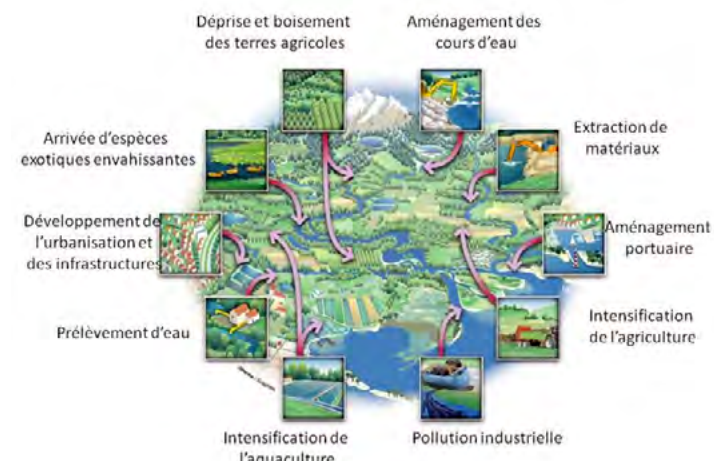 Déprise et boisement
des terres agricoles
Aménagement des
cours d'eau
Arrivée d'espèces
exotiques envahissantes
Extraction de
matériaux
Développement de
l'urbanisation et
des infrastructures
Aménagement
portuaire
Prélèvement d'eau
Intensification
de l'agriculture
Intensification de
l'aquaculture
Pollution industrielle